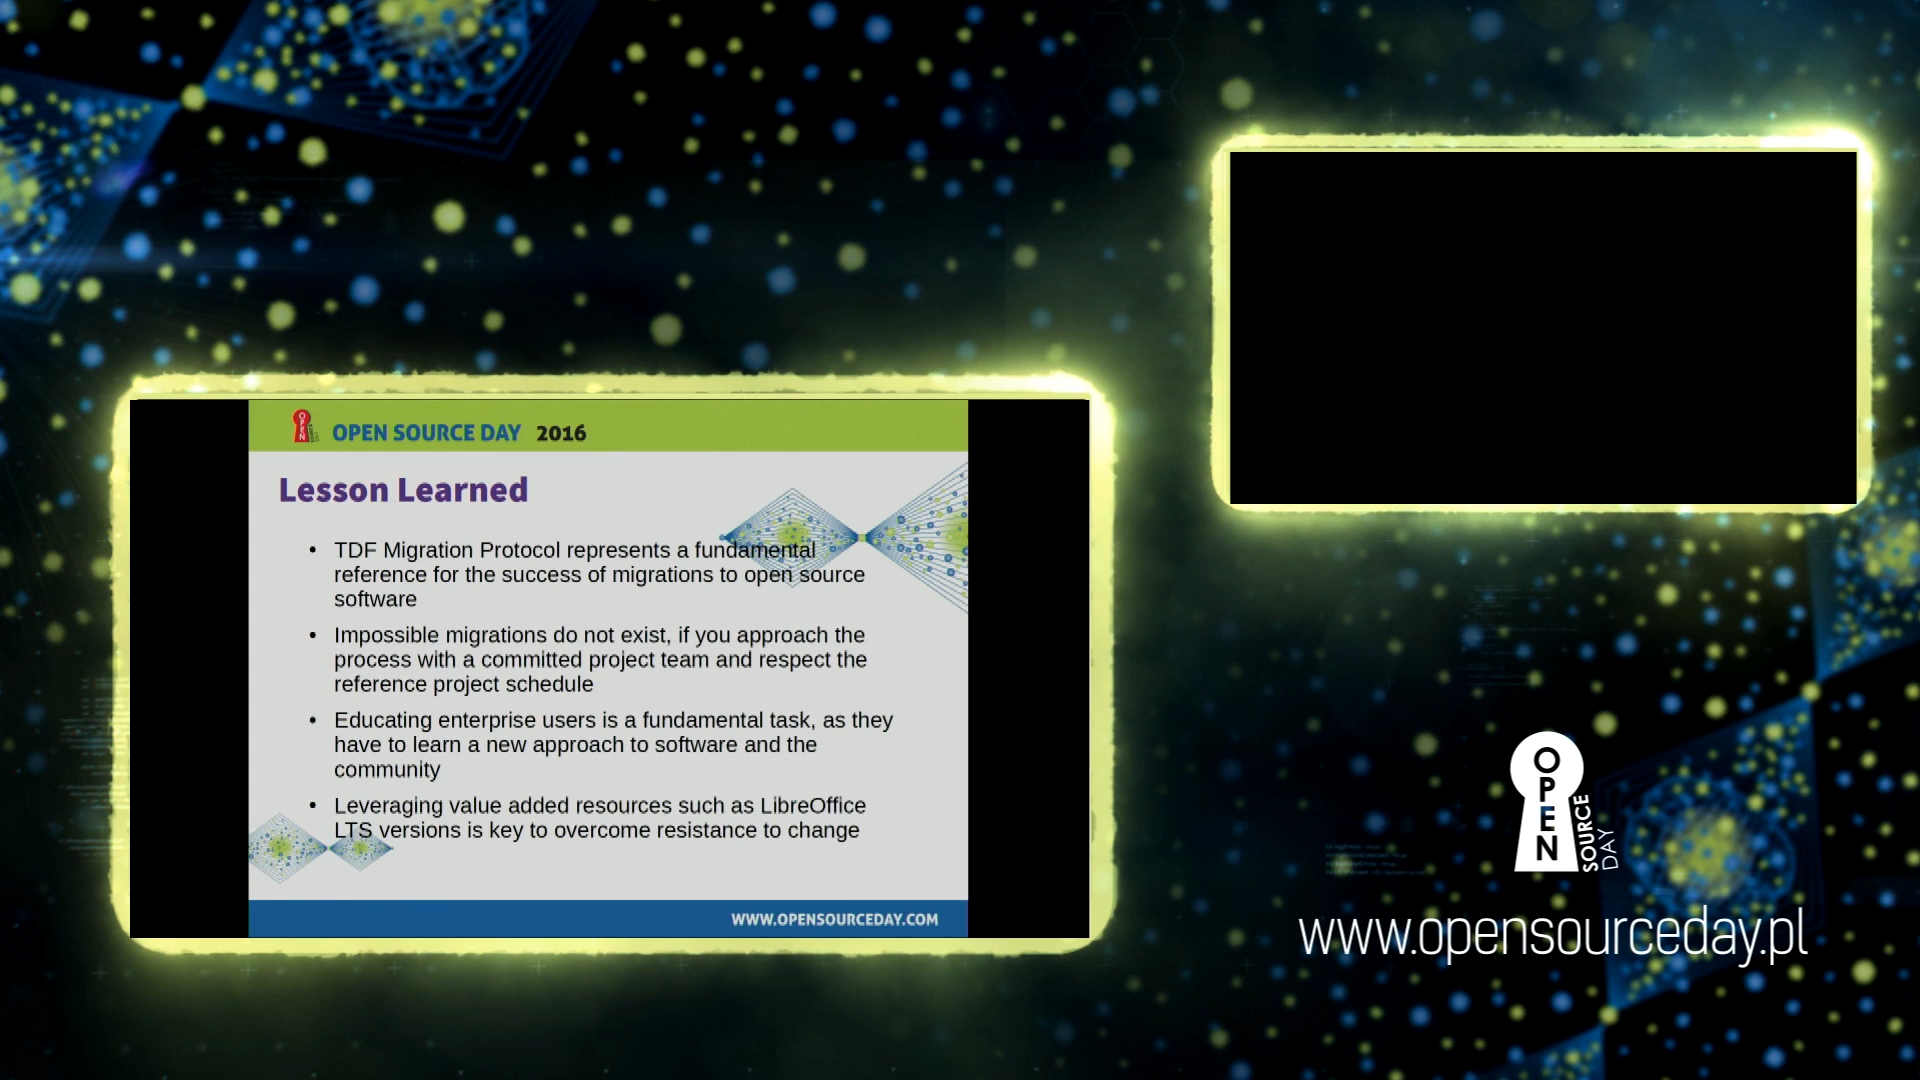 OPEN SOURCE DAY 2016
Lesson Learned
• TDF Migration Protocol represents a fundamental
reference for the success of migrations to open source
software
• Impossible migrations do not exist, if you approach the
process with a committed project team and respect the
reference project schedule
• Educating enterprise users is a fundamental task, as they
have to learn a new approach to software and the
community
• Leveraging value added resources such as LibreOffice
LTS versions is key to overcome resistance to change
WWW.OPENSOURCEDAY.COM
OPEN
SOURCE
DAY
www.opensourceday.pl